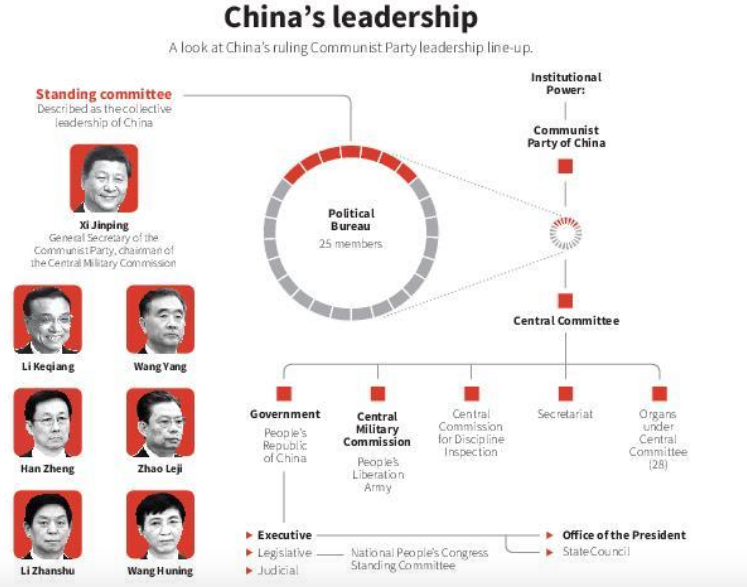 China's leadership
A look at China's ruling Communist Party leadership line-up.
Standing committee
Described as the collective
leadership of China
Xi Jinping
General Secretary of the
Communist Party, chairman of
the Central Military Commission
Li Keqiang
Wang Yang
Han Zheng
Zhao Leji
Li Zhanshu
Wang Huning
Political
Bureau
25 members
Institutional
Power:
Communist
Party of China
Central Committee
Government
People's
Republic
of China
Central
Military
Commission
People's
Liberation
Army
Central
Commission
for Discipline
Inspection
Secretariat
Organs
under
Central
Committee
(28)
Executive
Legislative
Judicial
National People's Congress
Standing Committee
Office of the President
State Council